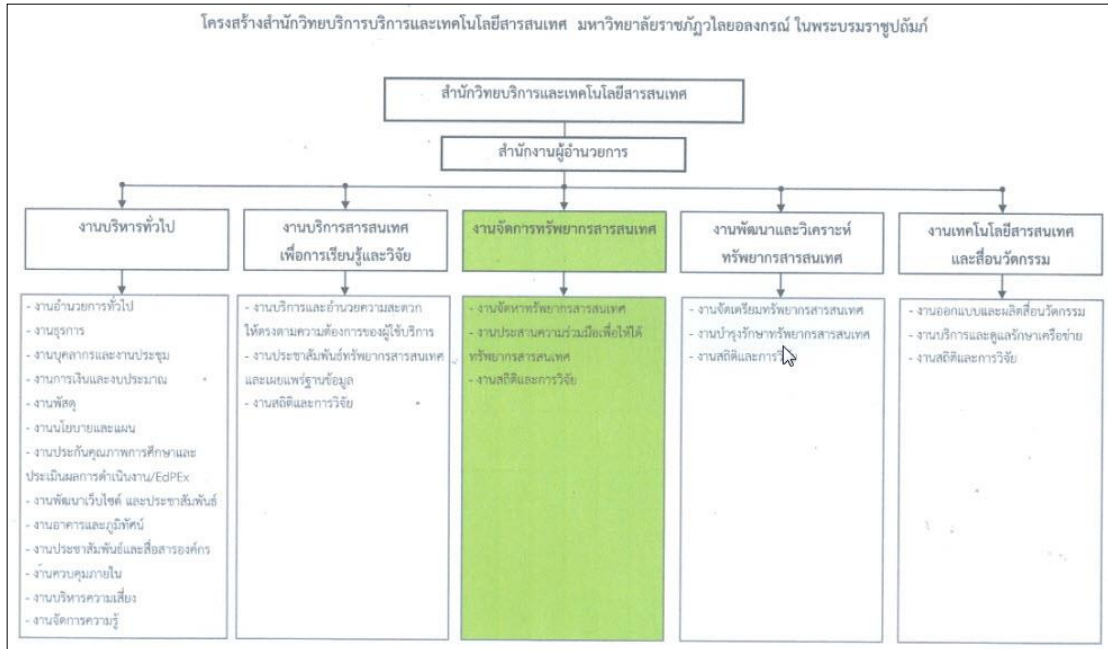 โครงสร้างสำนักวิทยบริการบริการและเทคโนโลยีสารสนเทศ มหาวิทยาลัยราชภัฏวไลยอลงกรณ์ ในพระบรมราชูปถัมภ์
สำนักวิทยบริการและเทคโนโลยีสารสนเทศ
สำนักงานผู้อำนวยการ
งานบริหารทั่วไป
- งานอำนวยการทั่วไป
- งานธุรการ
- งานบุคลากรและงานประชุม
- งานการเงินและงบประมาณ
- งานพัสดุ
- งานนโยบายและแผน
- งานประกันคุณภาพการศึกษาและ
ประเมินผลการดำเนินงาน/EdPEx
- งานพัฒนาเว็บไซต์ และประชาสัมพันธ์
- งานอาคารและภูมิทัศน์
- งานประชาสัมพันธ์และสื่อสารองค์กร
- งานควบคุมภายใน
- งานบริหารความเสี่ยง
- งานจัดการความรู้
งานบริการสารสนเทศ
เพื่อการเรียนรู้และวิจัย
- งานบริการและอำนวยความสะดวก
ให้ตรงตามความต้องการของผู้ใช้บริการ
- งานประชาสัมพันธ์ทรัพยากรสารสนเทศ
และเผยแพร่ฐานข้อมูล
- งานสถิติและการวิจัย
งานจัดการทรัพยากรสารสนเทศ
- งานจัดหาทรัพยากรสารสนเทศ
- งานประสานความร่วมมือเพื่อให้ได้
ทรัพยากรสารสนเทศ
- งานสถิติและการวิจัย
งานพัฒนาและวิเคราะห์
ทรัพยากรสารสนเทศ
- งานจัดเตรียมทรัพยากรสารสนเทศ
- งานบำรุงรักษาทรัพยากรสารสนเทศ
- งานสถิติและการวิจัย
งานเทคโนโลยีสารสนเทศ
และสื่อนวัตกรรม
- งานออกแบบและผลิตสื่อนวัตกรรม
- งานบริการและดูแลรักษาเครือข่าย
- งานสถิติและการวิจัย